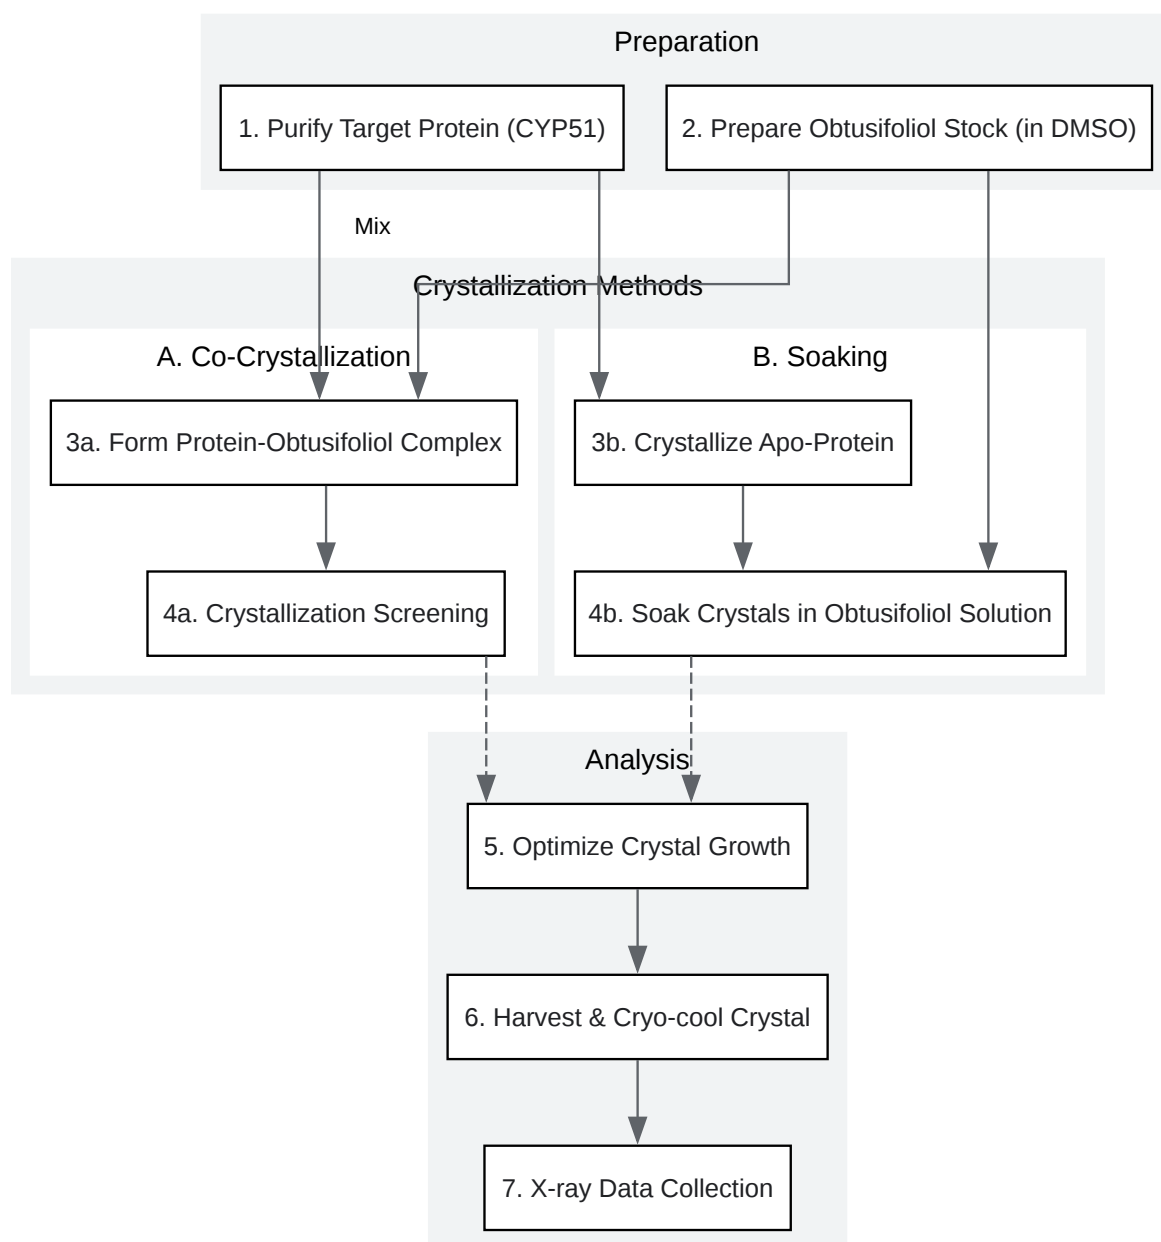 Preparation
1. Purify Target Protein (CYP51)
2. Prepare Obtusifoliol Stock (in DMSO)
Mix
Crystallization Methods
A. Co-Crystallization
B. Soaking
3a. Form Protein-Obtusifoliol Complex
3b. Crystallize Apo-Protein
4a. Crystallization Screening
4b. Soak Crystals in Obtusifoliol Solution
Analysis
5. Optimize Crystal Growth
6. Harvest & Cryo-cool Crystal
7. X-ray Data Collection